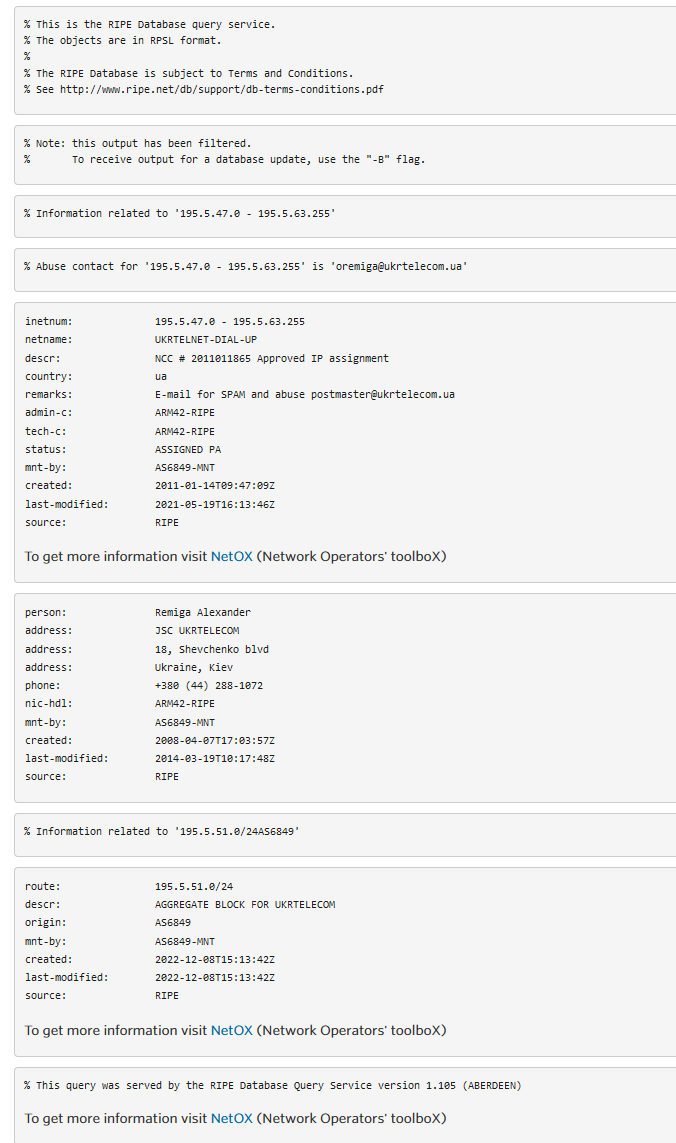 % This is the RIPE Database query service.
% The objects are in RPSL format.
%
% The RIPE Database is subject to Terms and Conditions.
% See http://www.ripe.net/db/support/db-terms-conditions.pdf
% Note: this output has been filtered.
%       To receive output for a database update, use the "-B" flag.
% Information related to '195.5.47.0 - 195.5.63.255'
% Abuse contact for '195.5.47.0 - 195.5.63.255' is 'oremiga@ukrtelecom.ua'
inetnum: 195.5.47.0 - 195.5.63.255
netname: UKRTELNET-DIAL-UP
descr: NCC # 2011011865 Approved IP assignment
country: ua
remarks: E-mail for SPAM and abuse postmaster@ukrtelecom.ua
admin-c: ARM42-RIPE
tech-c: ARM42-RIPE
status: ASSIGNED PA
mnt-by: AS6849-MNT
created: 2011-01-14T09:47:09Z
last-modified: 2021-05-19T16:13:46Z
source: RIPE
To get more information visit NetOX (Network Operators' toolboX)
person: Remiga Alexander
address: JSC UKRTELECOM
address: 18, Shevchenko blvd
address: Ukraine, Kiev
phone: +380 (44) 288-1072
nic-hdl: ARM42-RIPE
mnt-by: AS6849-MNT
created: 2008-04-07T17:03:57Z
last-modified: 2014-03-19T10:17:48Z
source: RIPE
% Information related to '195.5.51.0/24AS6849'
route: 195.5.51.0/24
descr: AGGREGATE BLOCK FOR UKRTELECOM
origin: AS6849
mnt-by: AS6849-MNT
created: 2022-12-08T15:13:42Z
last-modified: 2022-12-08T15:13:42Z
source: RIPE
To get more information visit NetOX (Network Operators' toolboX)
% This query was served by the RIPE Database Query Service version 1.105 (ABERDEEN)
To get more information visit NetOX (Network Operators' toolboX)